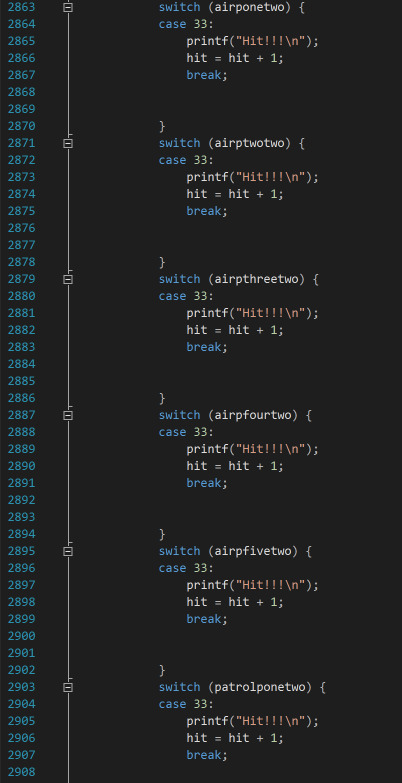 2863 switch (airponetwo) {
2864 case 33:
2865 printf("Hit!!!\n");
2866 hit = hit + 1;
2867 break;
2868
2869
2870 }
2871 switch (airptwotwo) {
2872 case 33:
2873 printf("Hit!!!\n");
2874 hit = hit + 1;
2875 break;
2876
2877
2878 }
2879 switch (airpthreetwo) {
2880 case 33:
2881 printf("Hit!!!\n");
2882 hit = hit + 1;
2883 break;
2884
2885
2886 }
2887 switch (airpfourtwo) {
2888 case 33:
2889 printf("Hit!!!\n");
2890 hit = hit + 1;
2891 break;
2892
2893
2894 }
2895 switch (airpfivetwo) {
2896 case 33:
2897 printf("Hit!!!\n");
2898 hit = hit + 1;
2899 break;
2900
2901
2902 }
2903 switch (patrolponetwo) {
2904 case 33:
2905 printf("Hit!!!\n");
2906 hit = hit + 1;
2907 break;
2908